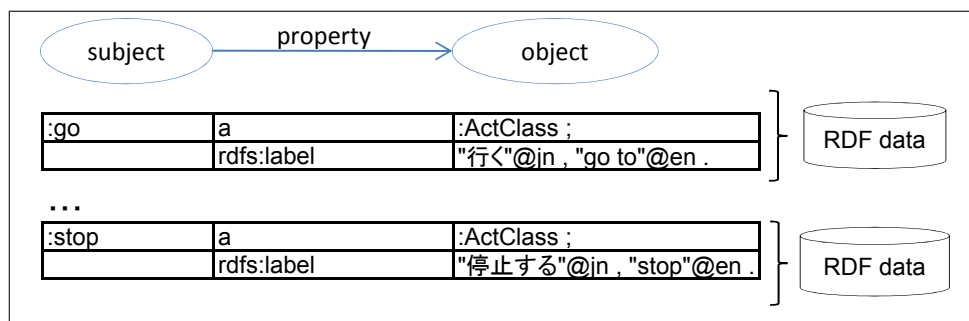 property
subject object
:go a :ActClass ;
rdfs:label "行く"@jn , "go to"@en .
RDF data
...
:stop a :ActClass ;
rdfs:label "停止する"@jn , "stop"@en .
RDF data